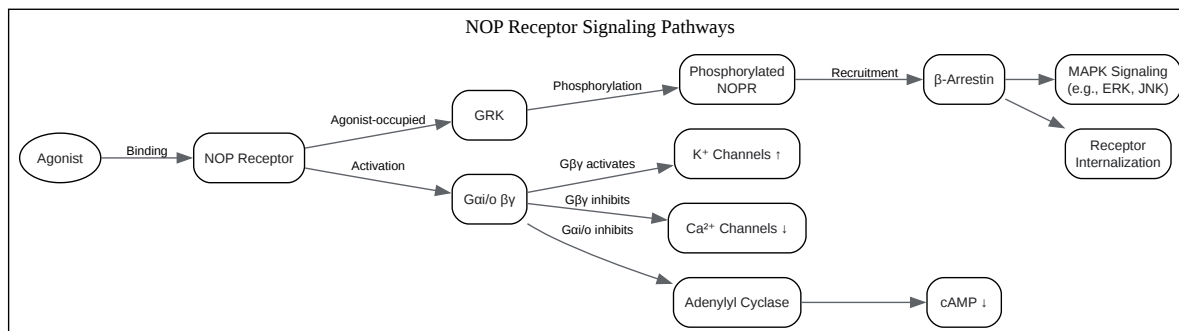 NOP Receptor Signaling Pathways
Agonist
Binding
NOP Receptor
Agonist-occupied
Activation
GRK
Gαi/o βγ
Phosphorylation
Gβγ activates
Gβγ inhibits
Gαi/o inhibits
Phosphorylated
NOPR
K⁺ Channels ↑
Ca²⁺ Channels ↓
Adenylyl Cyclase
Recruitment
β-Arrestin
cAMP ↓
MAPK Signaling
(e.g., ERK, JNK)
Receptor
Internalization